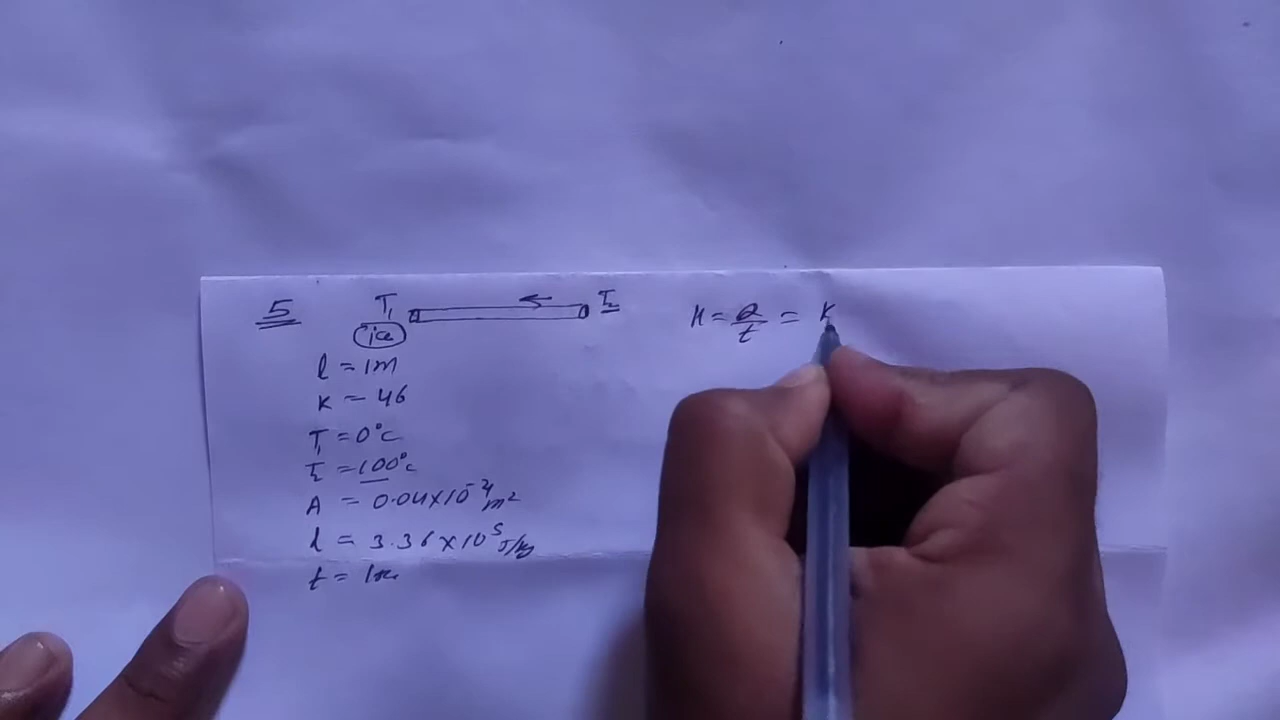 5
T₁ T₂
ice
l = 1m
K = 46
T₁ = 0°c
T₂ = 100°c
A = 0.04×10⁻⁴ m²
l = 3.36×10⁵ J/kg
t = 1
H = Q/t = K